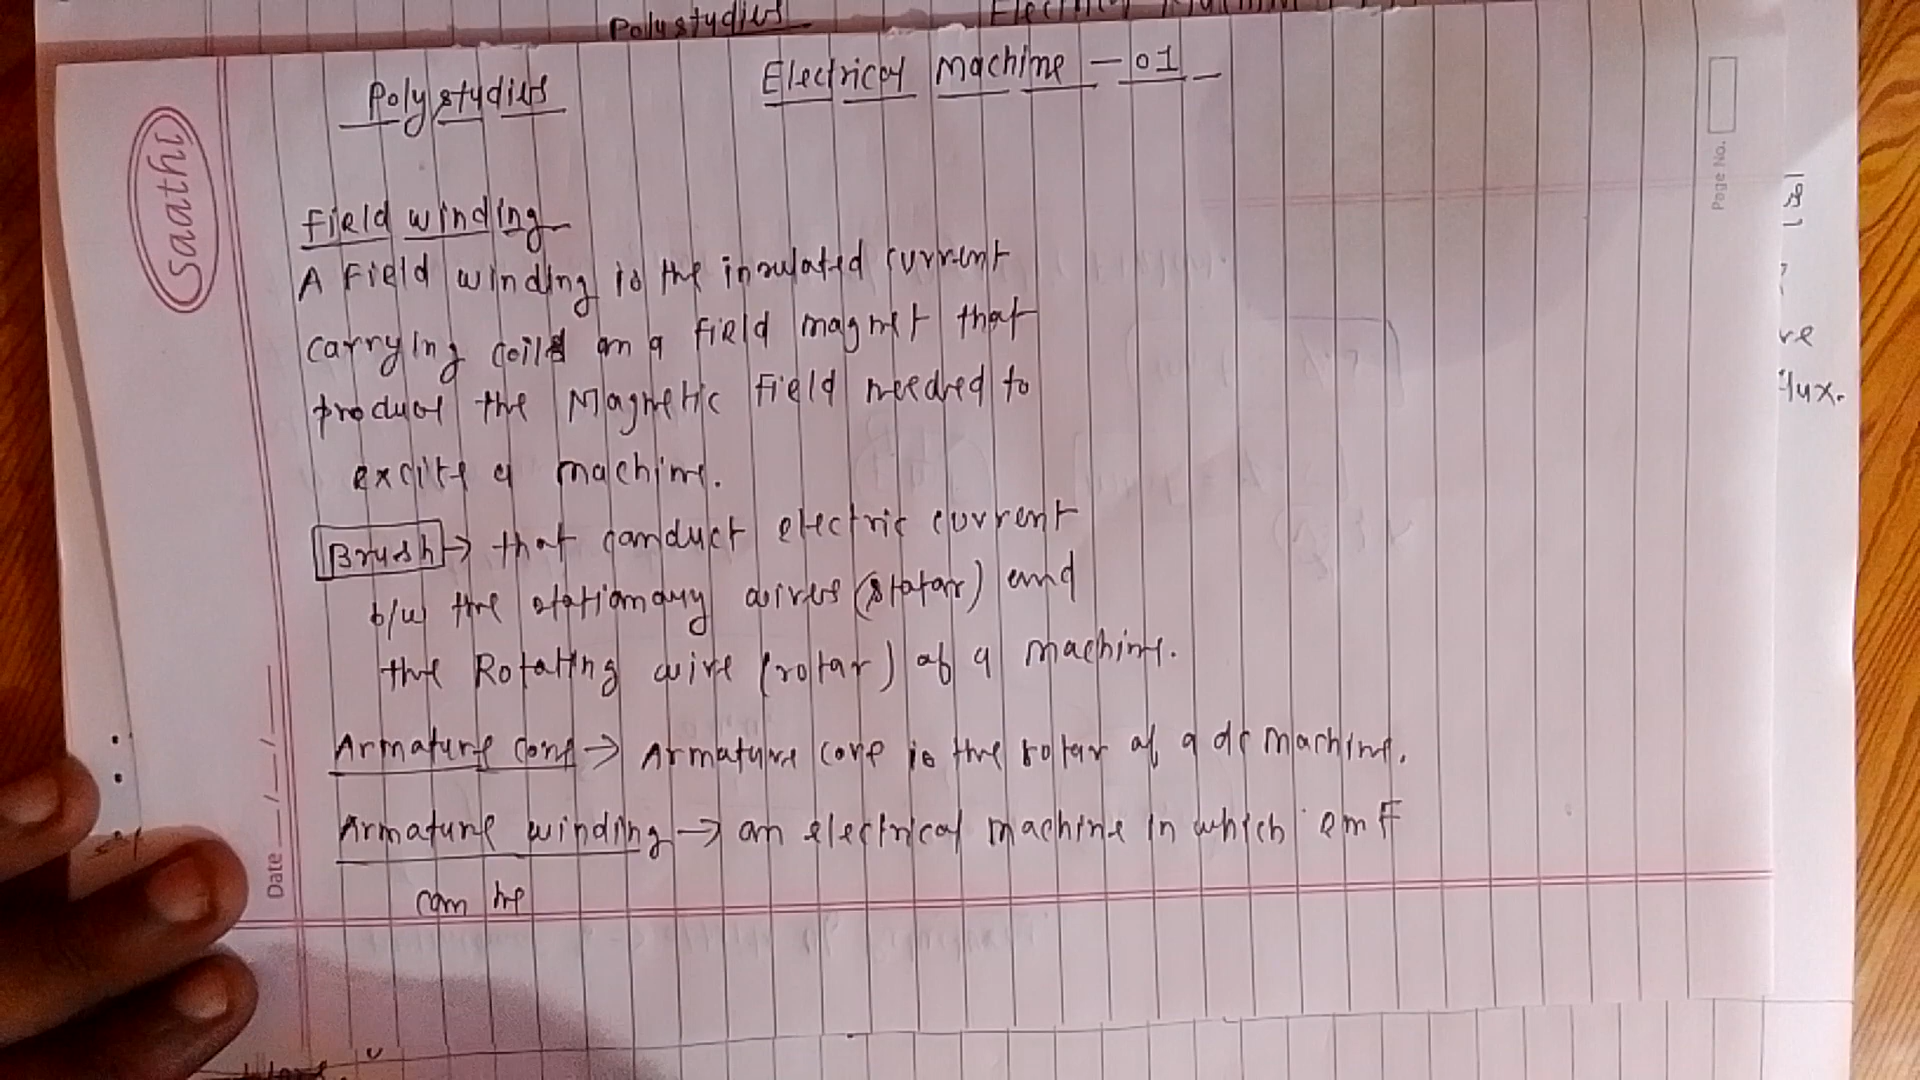 Polystudies
Polystudies Electrical Machine - 01
Saathi
Page No.
Field winding
A Field winding is the insulated current
carrying coils on a field magnet that
produce the Magnetic Field needed to
excite a machine.
Brush → that conduct electric current
b/w the stationary wires (stator) and
the Rotating wire (rotor) of a machine.
Armature core → Armature core is the rotor of a dc machine.
Armature winding → an electrical machine in which emf
can be
Date
flux.